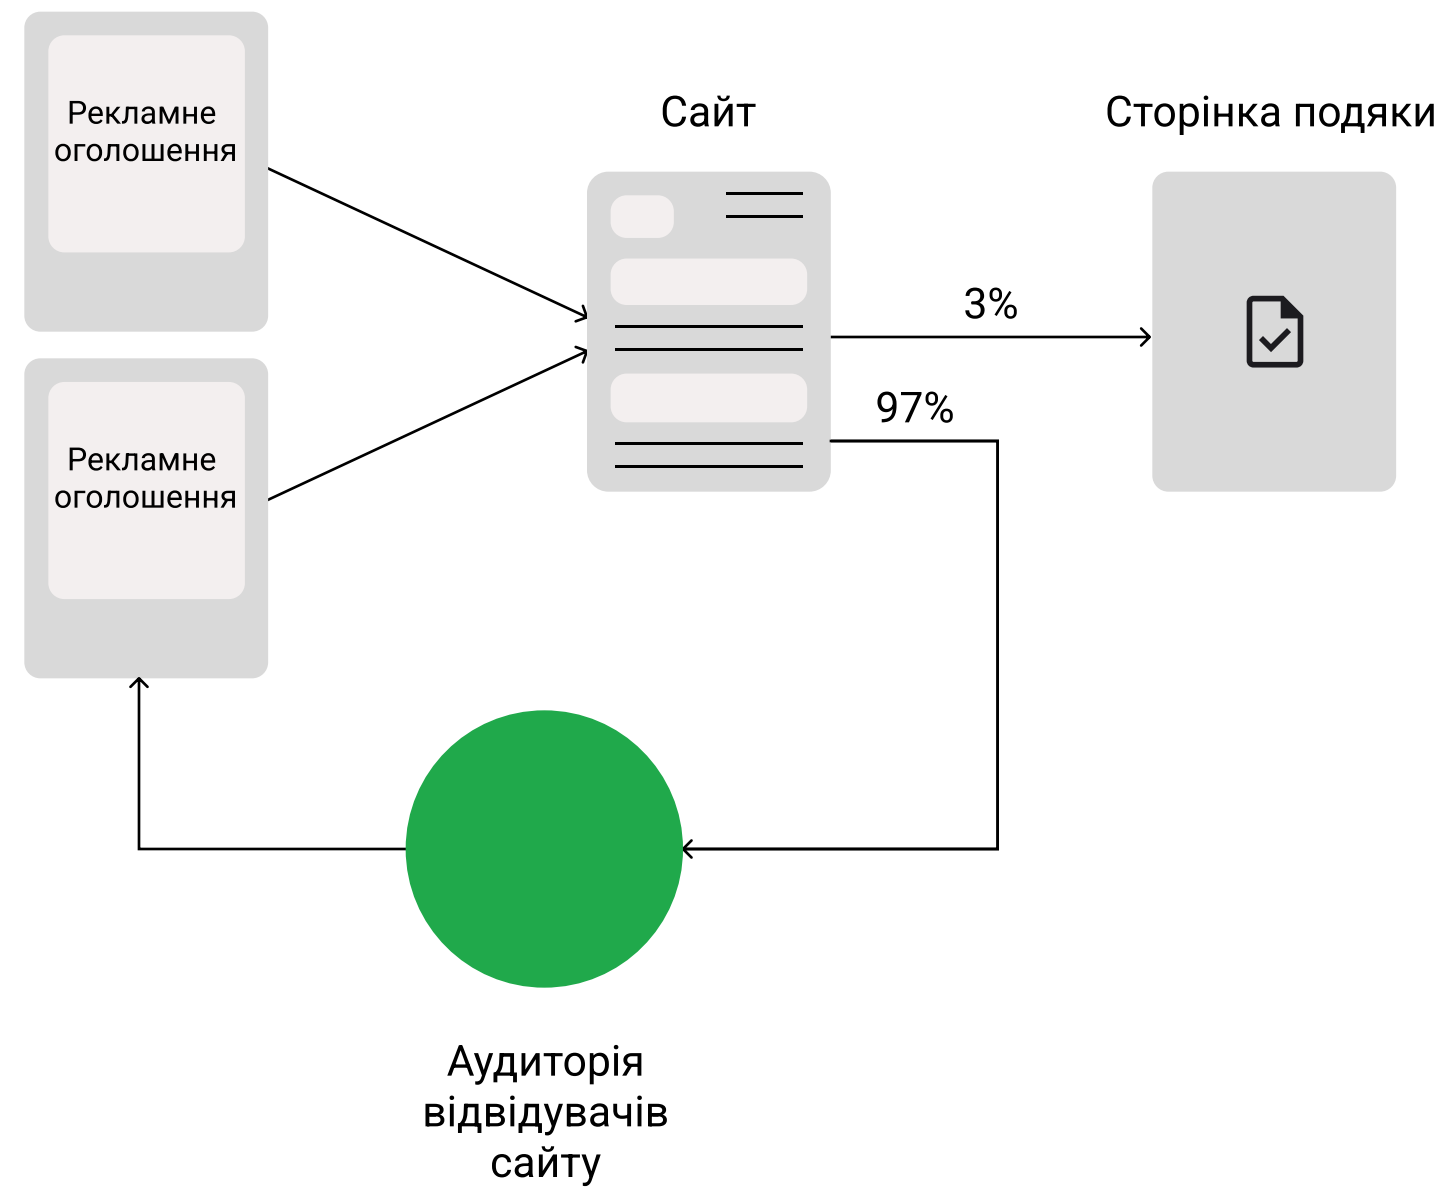 Рекламне
оголошення
Сайт
Сторінка подяки
3%
97%
Рекламне
оголошення
Аудиторія
відвідувачів
сайту